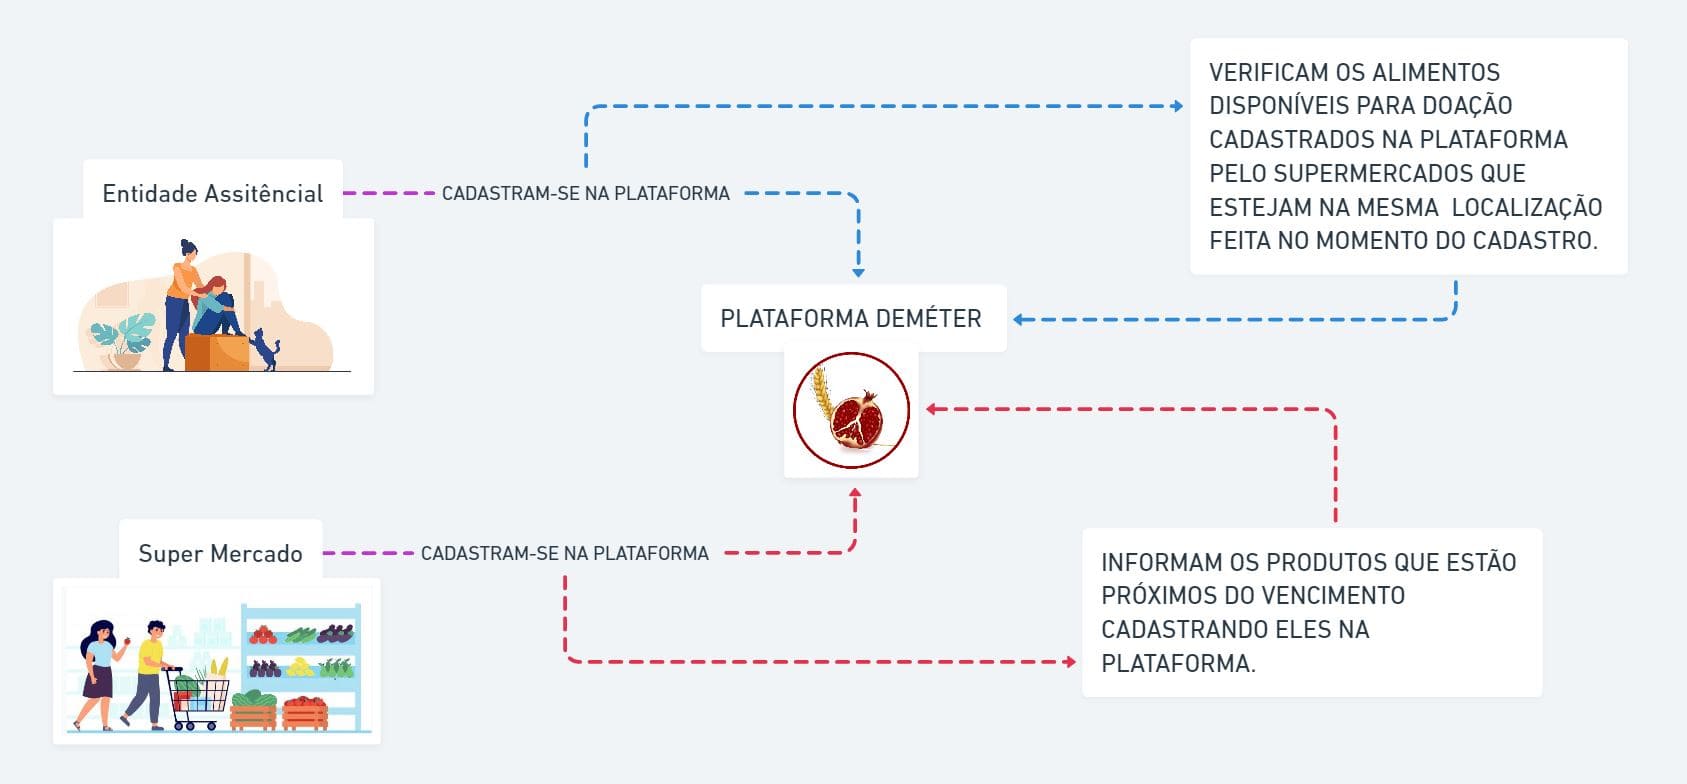 VERIFICAM OS ALIMENTOS
DISPONÍVEIS PARA DOAÇÃO
CADASTRADOS NA PLATAFORMA
PELO SUPERMERCADOS QUE
ESTEJAM NA MESMA LOCALIZAÇÃO
FEITA NO MOMENTO DO CADASTRO.
Entidade Assitêncial
CADASTRAM-SE NA PLATAFORMA
PLATAFORMA DEMÉTER
Super Mercado
CADASTRAM-SE NA PLATAFORMA
INFORMAM OS PRODUTOS QUE ESTÃO
PRÓXIMOS DO VENCIMENTO
CADASTRANDO ELES NA
PLATAFORMA.